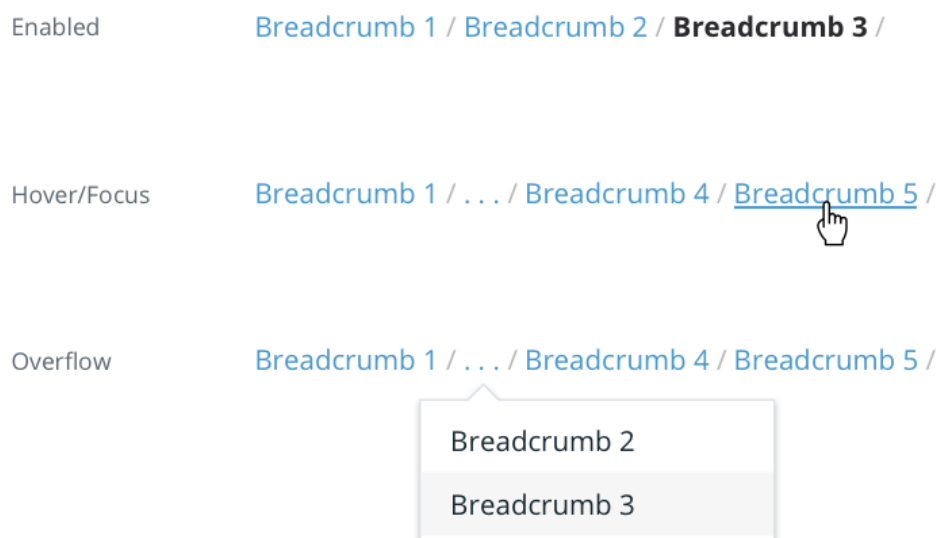 Enabled Breadcrumb 1 / Breadcrumb 2 / Breadcrumb 3 /
Hover/Focus Breadcrumb 1 / . . . / Breadcrumb 4 / Breadcrumb 5 /
Overflow Breadcrumb 1 / . . . / Breadcrumb 4 / Breadcrumb 5 /
Breadcrumb 2
Breadcrumb 3